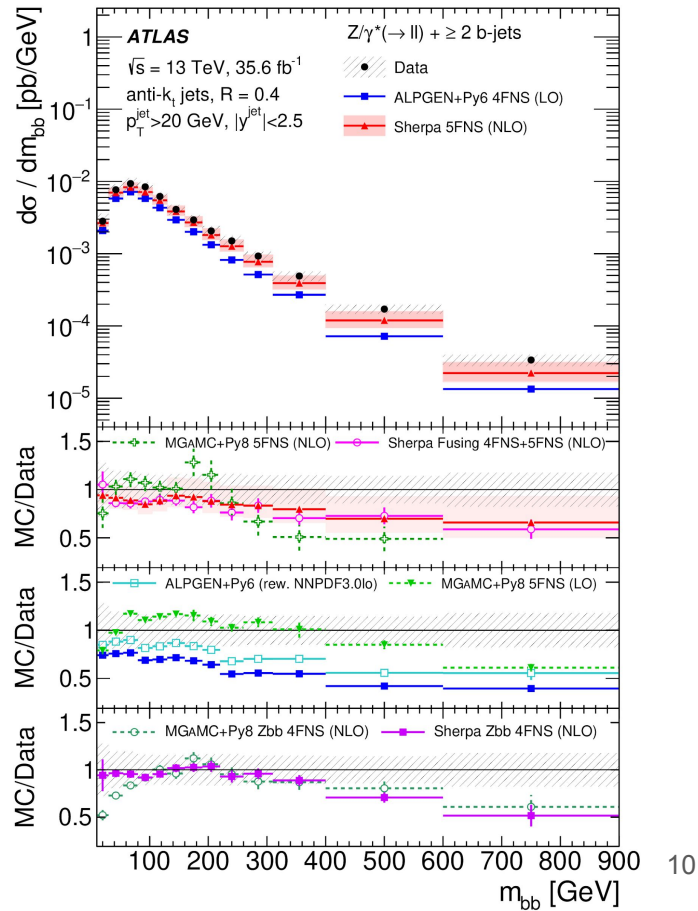 ATLAS
√s = 13 TeV, 35.6 fb⁻¹
anti-kₜ jets, R = 0.4
p_T^jet>20 GeV, |y^jet|<2.5
Z/γ*(→ ll) + ≥ 2 b-jets
Data
ALPGEN+Py6 4FNS (LO)
Sherpa 5FNS (NLO)
dσ / dm_bb [pb/GeV]
1
10⁻¹
10⁻²
10⁻³
10⁻⁴
10⁻⁵
MGAMC+Py8 5FNS (NLO)
Sherpa Fusing 4FNS+5FNS (NLO)
MC/Data
1.5
1
0.5
ALPGEN+Py6 (rew. NNPDF3.0lo)
MGAMC+Py8 5FNS (LO)
MC/Data
1.5
1
0.5
MGAMC+Py8 Zbb 4FNS (NLO)
Sherpa Zbb 4FNS (NLO)
MC/Data
1.5
1
0.5
100 200 300 400 500 600 700 800 900
m_bb [GeV]
10